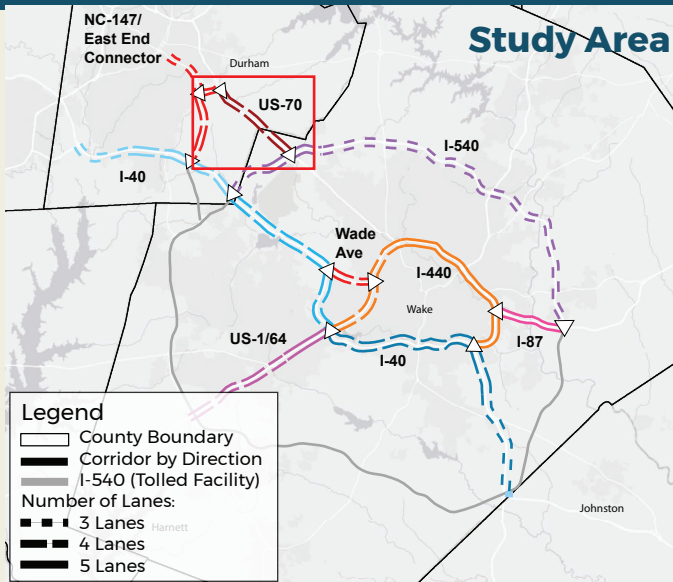 Study Area
NC-147/
East End
Connector
Durham
US-70
I-540
I-40
Wade
Ave
I-440
Wake
US-1/64
I-40
I-87
Legend
County Boundary
Corridor by Direction
I-540 (Tolled Facility)
Number of Lanes:
3 Lanes
4 Lanes
5 Lanes
Harnett
Johnston